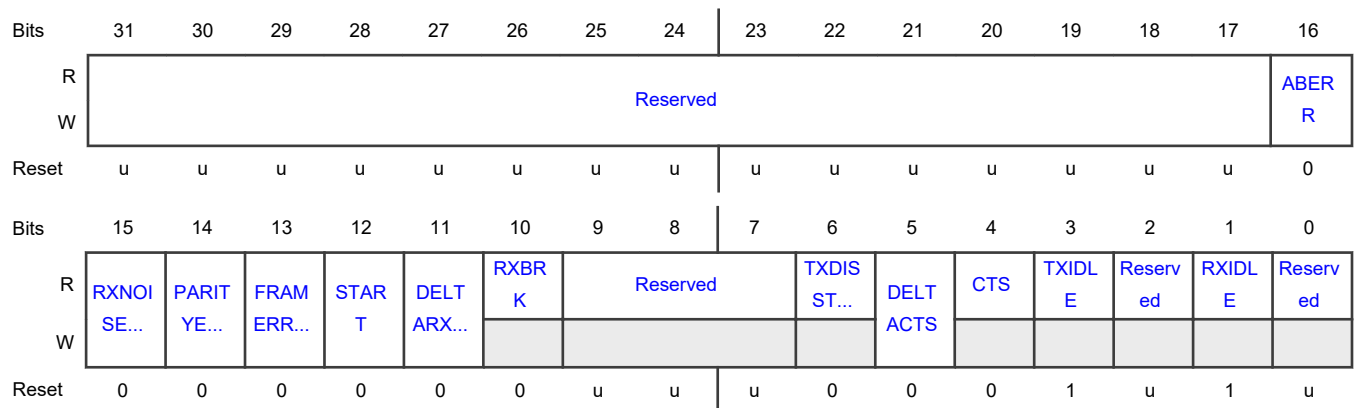 Bits 31 30 29 28 27 26 25 24 23 22 21 20 19 18 17 16
R
Reserved
ABER
R
W
Reset u u u u u u u u u u u u u u u 0
Bits 15 14 13 12 11 10 9 8 7 6 5 4 3 2 1 0
R
RXNOI
SE...
PARIT
YE...
FRAM
ERR...
STAR
T
DELT
ARX...
RXBR
K
Reserved
TXDIS
ST...
DELT
ACTS
CTS
TXIDL
E
Reserv
ed
RXIDL
E
Reserv
ed
W
Reset 0 0 0 0 0 0 u u u 0 0 0 1 u 1 u